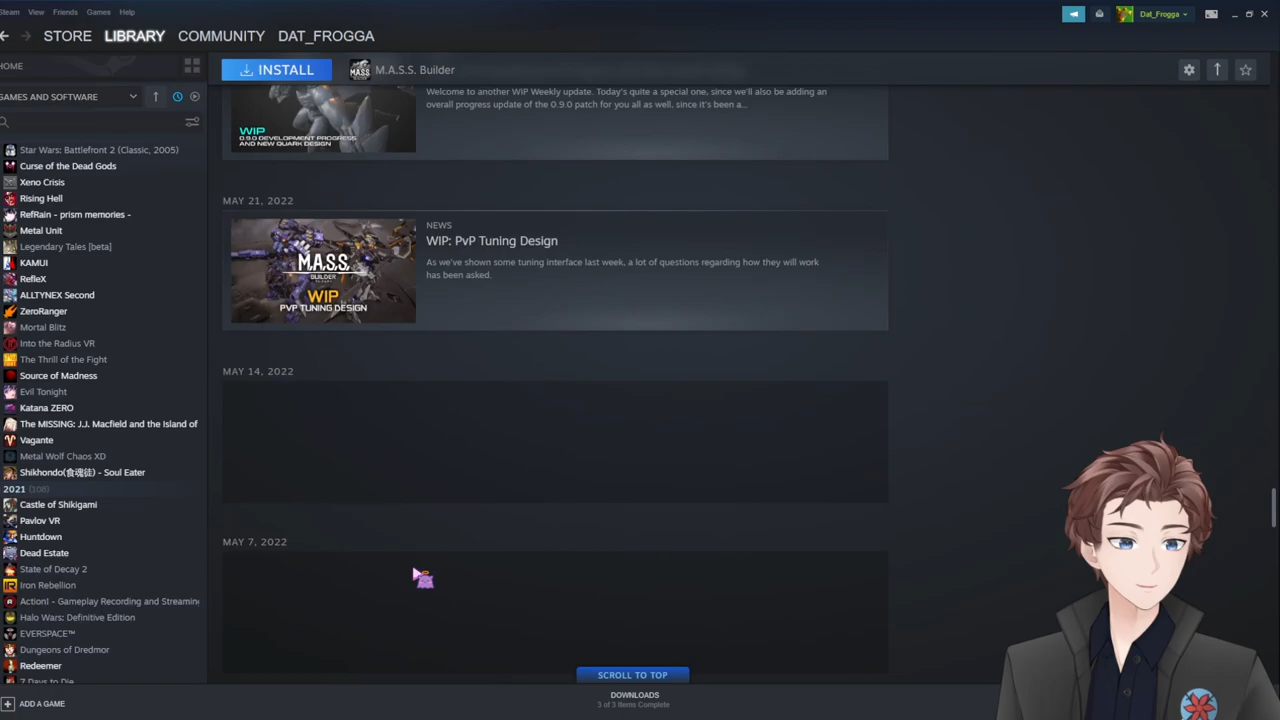 Steam View Friends Games Help
Dat_Frogga
STORE LIBRARY COMMUNITY DAT_FROGGA
HOME
GAMES AND SOFTWARE
Star Wars: Battlefront 2 (Classic, 2005)
Curse of the Dead Gods
Xeno Crisis
Rising Hell
RefRain - prism memories -
Metal Unit
Legendary Tales [beta]
KAMUI
RefleX
ALLTYNEX Second
ZeroRanger
Mortal Blitz
Into the Radius VR
The Thrill of the Fight
Source of Madness
Evil Tonight
Katana ZERO
The MISSING: J.J. Macfield and the Island of
Vagante
Metal Wolf Chaos XD
Shikhondo(食魂徒) - Soul Eater
2021 (108)
Castle of Shikigami
Pavlov VR
Huntdown
Dead Estate
State of Decay 2
Iron Rebellion
Action! - Gameplay Recording and Streaming
Halo Wars: Definitive Edition
EVERSPACE™
Dungeons of Dredmor
Redeemer
7 Days to Die
ADD A GAME
INSTALL
M.A.S.S. Builder
WIP
0.9.0 DEVELOPMENT PROGRESS
AND NEW QUARK DESIGN
Welcome to another WIP Weekly update. Today's quite a special one, since we'll also be adding an
overall progress update of the 0.9.0 patch for you all as well, since it's been a...
MAY 21, 2022
M.A.S.S.
BUILDER
WIP
PVP TUNING DESIGN
NEWS
WIP: PvP Tuning Design
As we've shown some tuning interface last week, a lot of questions regarding how they will work
has been asked.
MAY 14, 2022
MAY 7, 2022
SCROLL TO TOP
DOWNLOADS
3 of 3 Items Complete